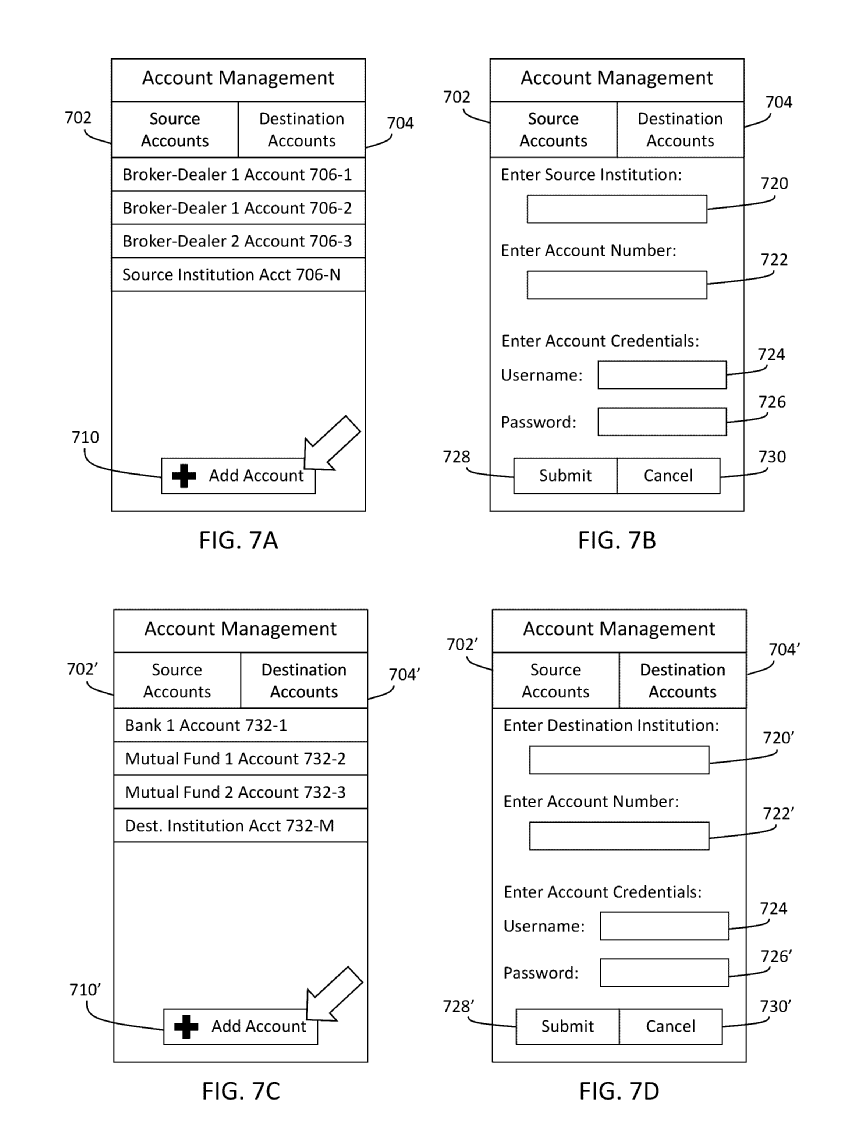 Account Management
702
Source Accounts
Destination Accounts
704
Broker-Dealer 1 Account 706-1
Broker-Dealer 1 Account 706-2
Broker-Dealer 2 Account 706-3
Source Institution Acct 706-N
710
Add Account
FIG. 7A
Account Management
702
Source Accounts
Destination Accounts
704
Enter Source Institution:
720
Enter Account Number:
722
Enter Account Credentials:
Username:
724
Password:
726
728
Submit
Cancel
730
FIG. 7B
Account Management
702’
Source Accounts
Destination Accounts
704’
Bank 1 Account 732-1
Mutual Fund 1 Account 732-2
Mutual Fund 2 Account 732-3
Dest. Institution Acct 732-M
710’
Add Account
FIG. 7C
Account Management
702’
Source Accounts
Destination Accounts
704’
Enter Destination Institution:
720’
Enter Account Number:
722’
Enter Account Credentials:
Username:
724
Password:
726’
728’
Submit
Cancel
730’
FIG. 7D